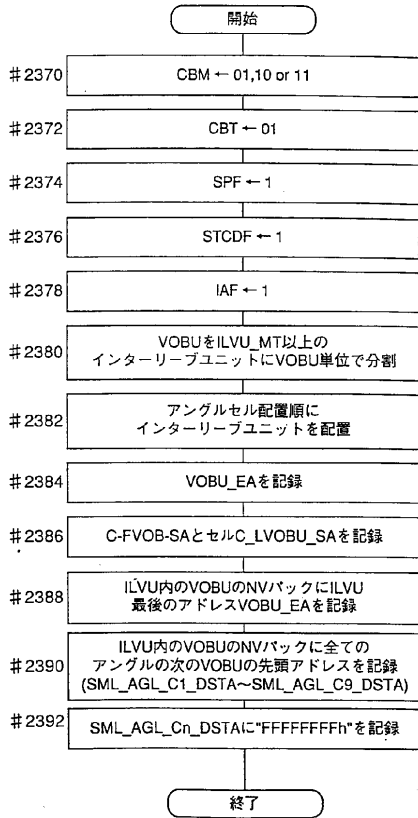 開始
#2370
CBM ← 01,10 or 11
#2372
CBT ← 01
#2374
SPF ← 1
#2376
STCDF ← 1
#2378
IAF ← 1
#2380
VOBUをILVU_MT以上の
インターリーブユニットにVOBU単位で分割
#2382
アングルセル配置順に
インターリーブユニットを配置
#2384
VOBU_EAを記録
#2386
C-FVOB-SAとセルC_LVOBU_SAを記録
#2388
ILVU内のVOBUのNVパックにILVU
最後のアドレスVOBU_EAを記録
#2390
ILVU内のVOBUのNVパックに全ての
アングルの次のVOBUの先頭アドレスを記録
(SML_AGL_C1_DSTA～SML_AGL_C9_DSTA)
#2392
SML_AGL_Cn_DSTAに"FFFFFFFFh"を記録
終了